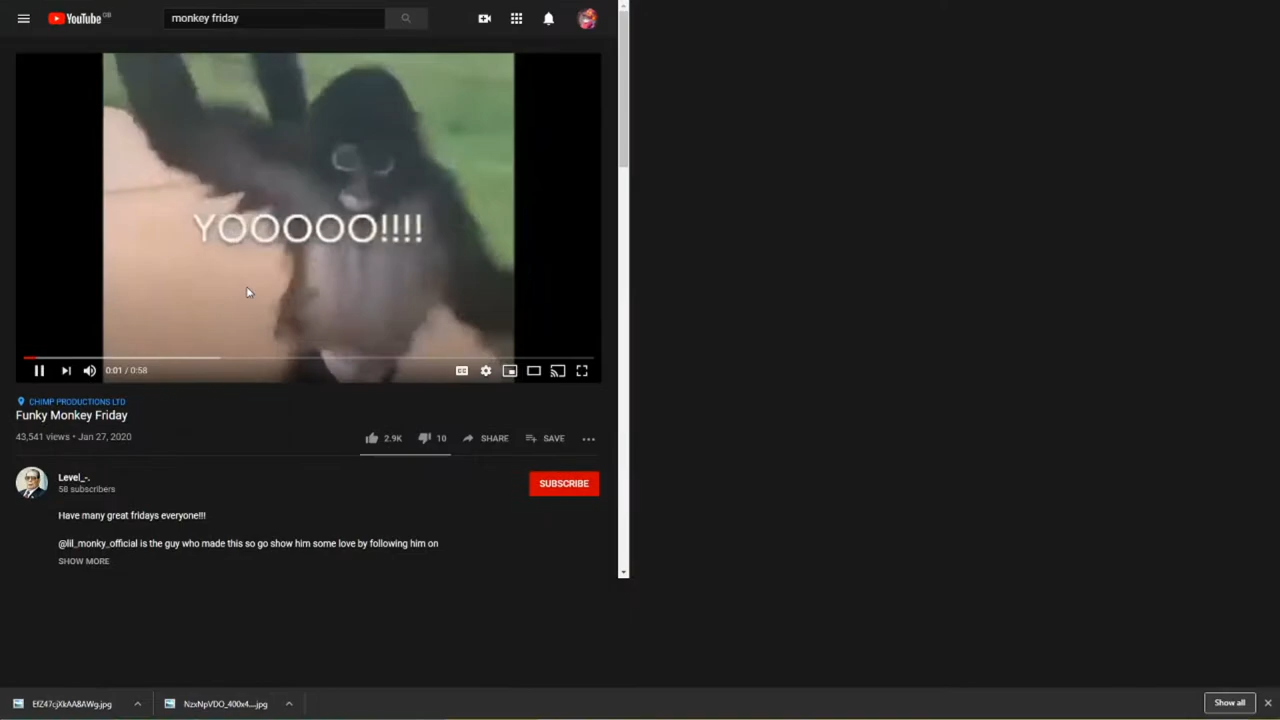 YouTube GB
monkey friday
YOOOOO!!!!
0:01 / 0:58
CC
CHIMP PRODUCTIONS LTD
Funky Monkey Friday
43,541 views • Jan 27, 2020
2.9K 10 SHARE SAVE
Level_-.
58 subscribers
SUBSCRIBE
Have many great fridays everyone!!!
@lil_monky_official is the guy who made this so go show him some love by following him on
SHOW MORE
EfZ47cjXkAA8AWg.jpg
NzxNpVDO_400x4....jpg
Show all